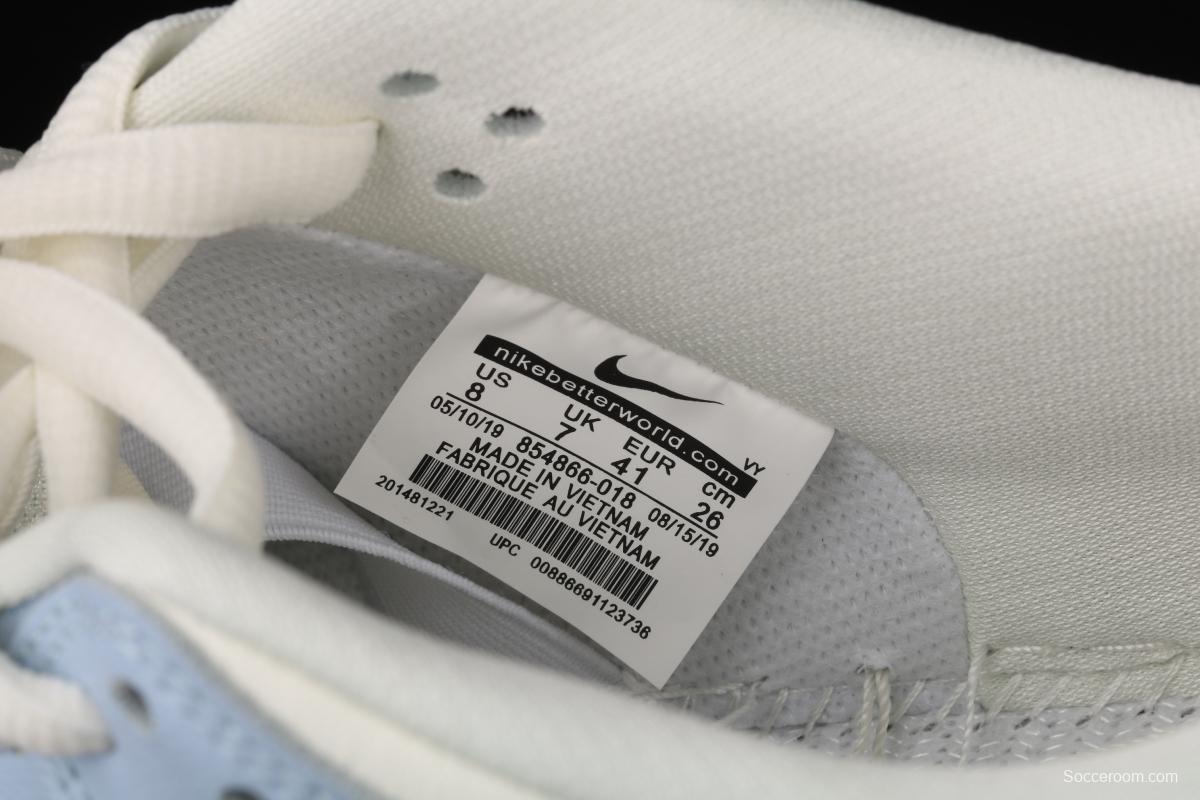 nikebetterworld.com
VY
US UK EUR cm
8 7 41 26
05/10/19 854866-018 08/15/19
MADE IN VIETNAM
FABRIQUE AU VIETNAM
201481221
UPC 00886691123736
Socceroom.com